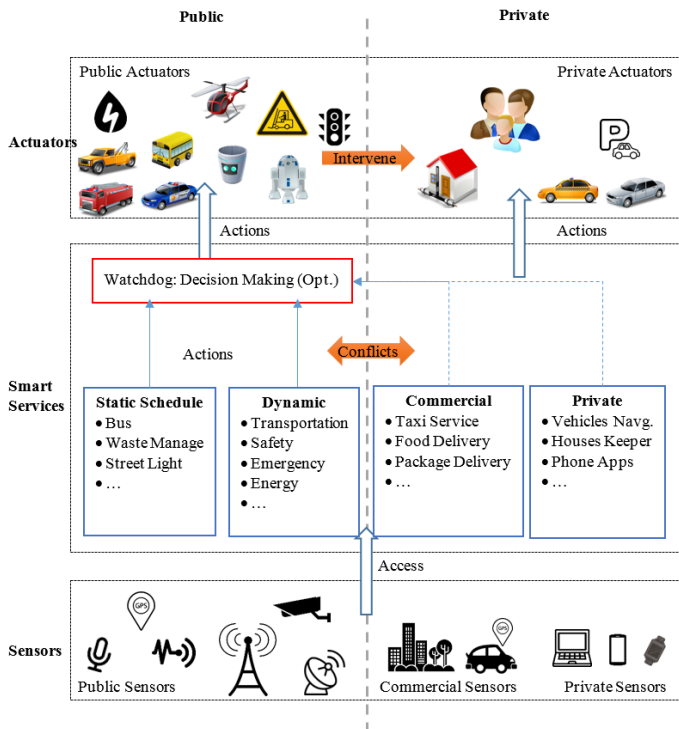 Public
Private
Public Actuators
Private Actuators
Actuators
P
Intervene
Actions
Actions
Watchdog: Decision Making (Opt.)
Actions
Conflicts
Smart
Services
Static Schedule
• Bus
• Waste Manage
• Street Light
• …
Dynamic
• Transportation
• Safety
• Emergency
• Energy
• …
Commercial
• Taxi Service
• Food Delivery
• Package Delivery
• …
Private
• Vehicles Navg.
• Houses Keeper
• Phone Apps
• …
Access
GPS
GPS
Sensors
Public Sensors
Commercial Sensors
Private Sensors